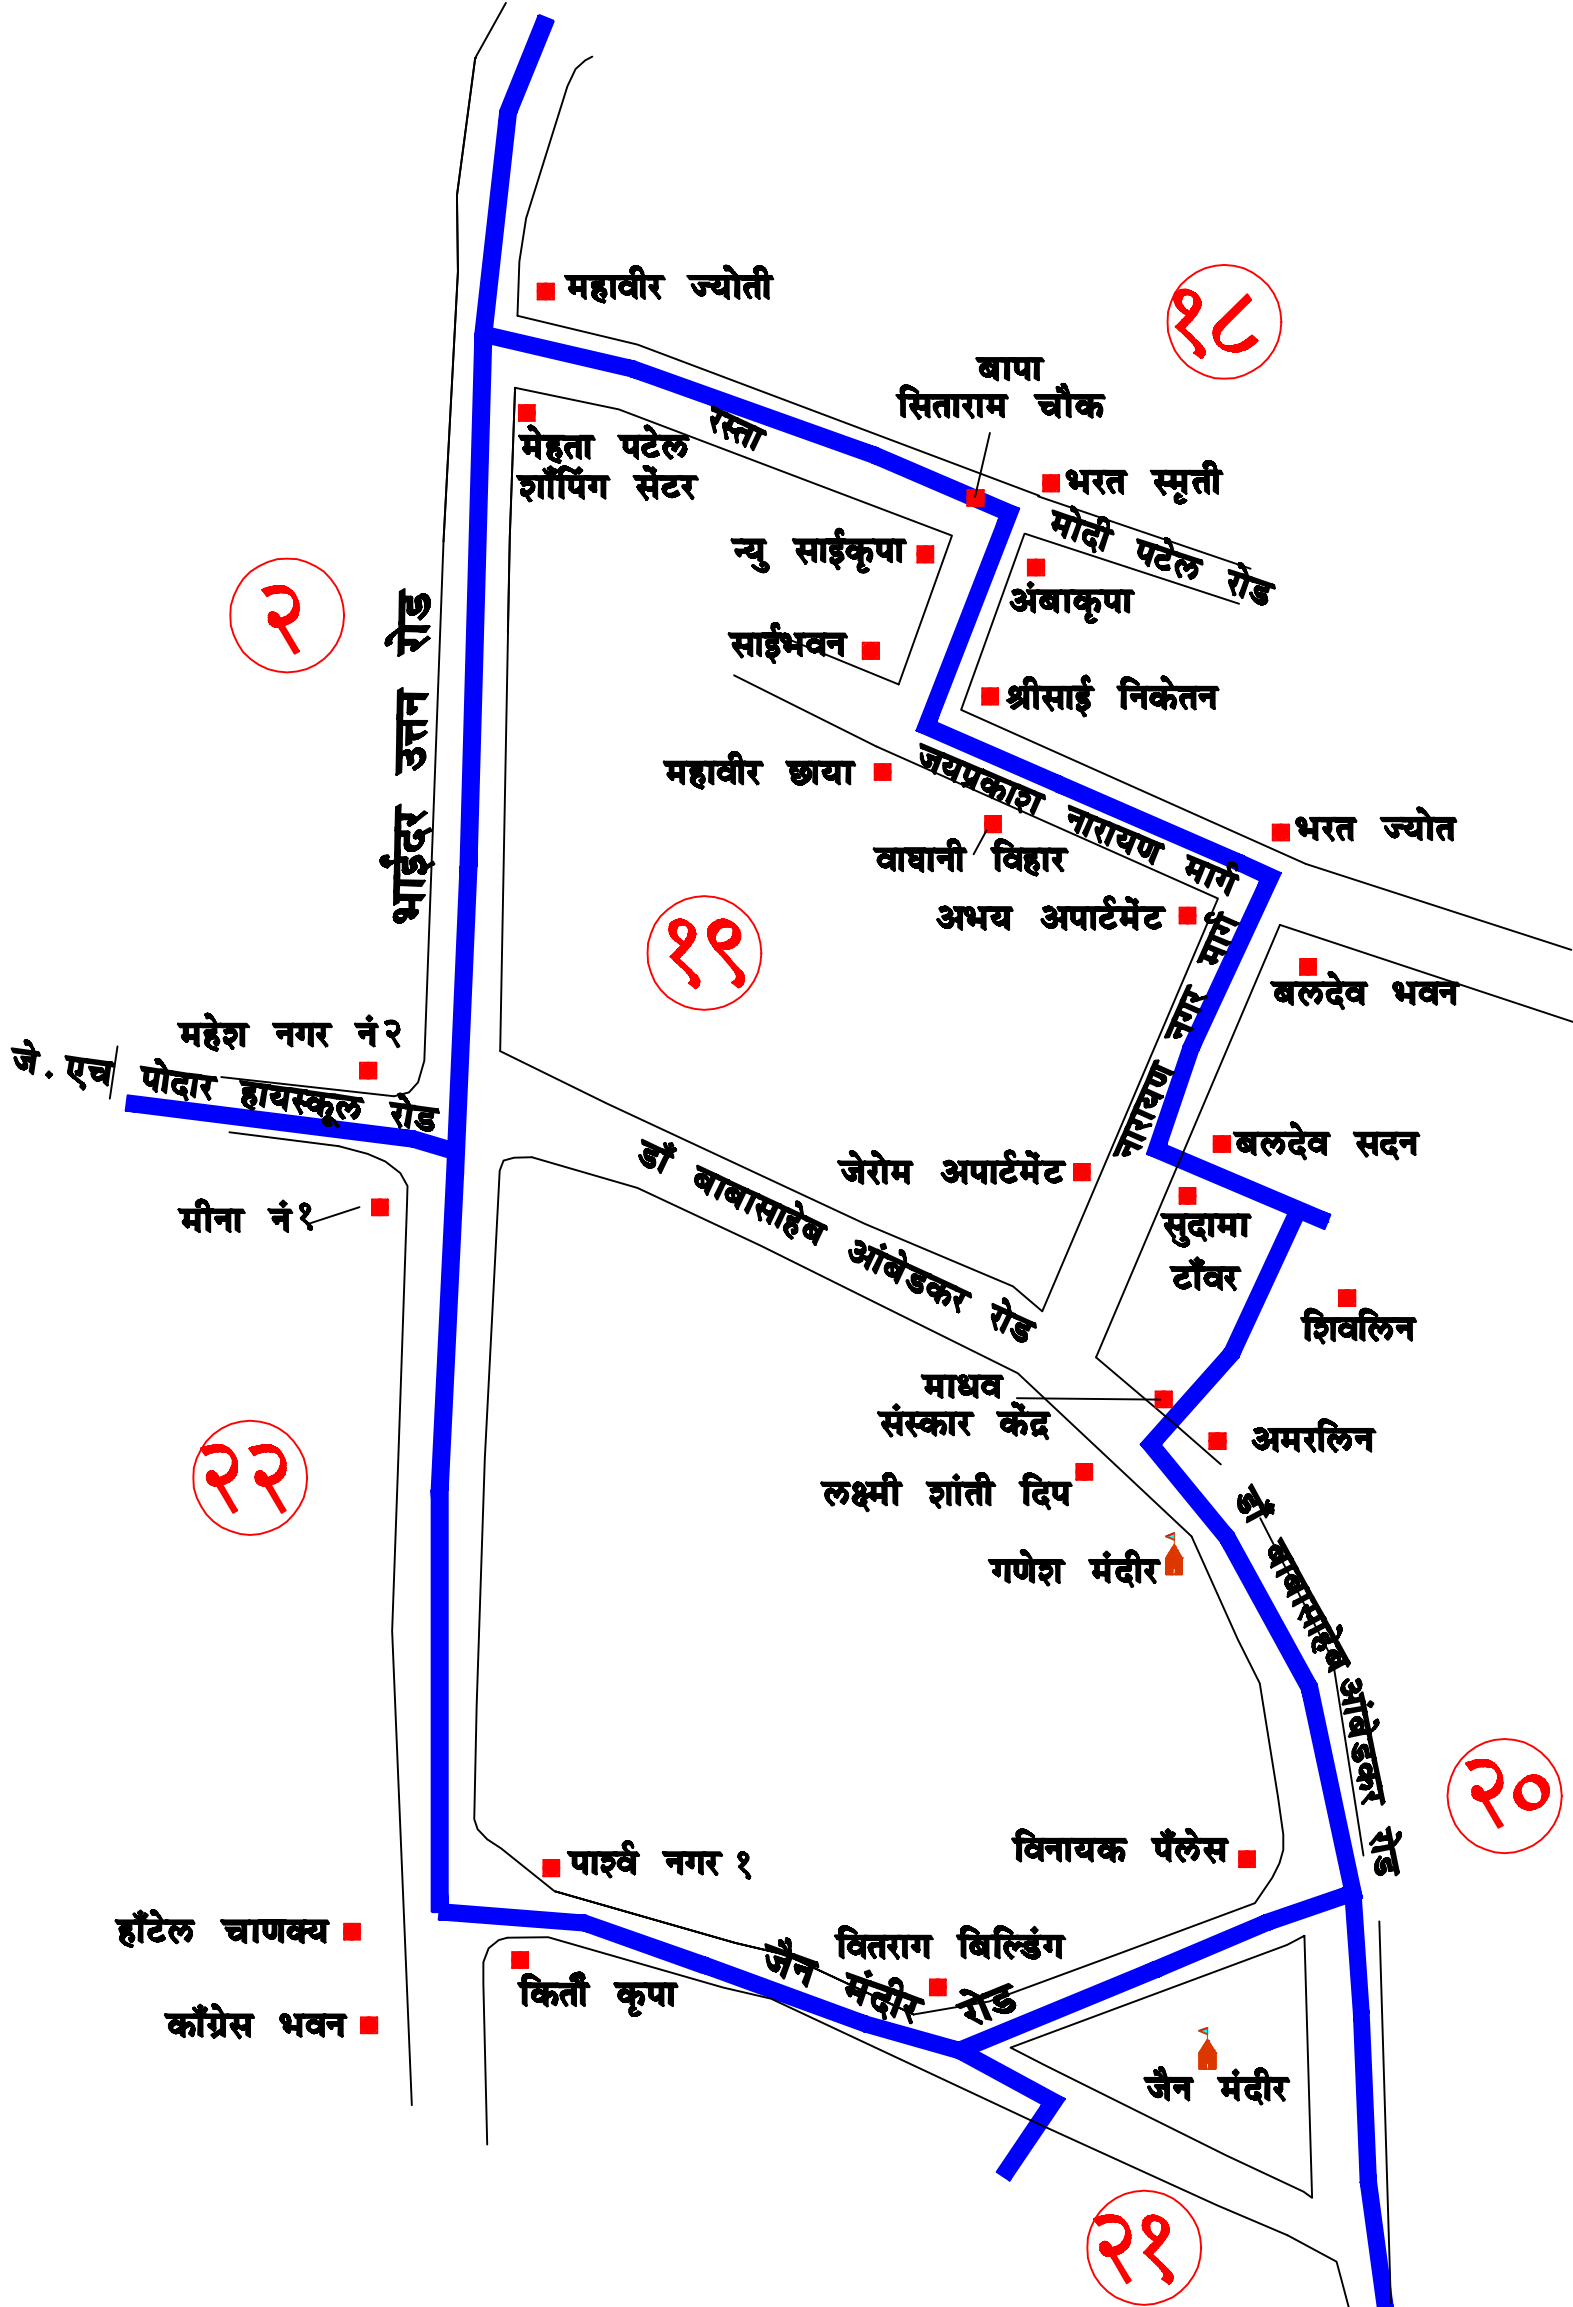 महावीर ज्योती
१८
बापा
सिताराम चौक
रस्ता
मेहता पटेल
शॉपिंग सेंटर
भरत स्मृती
मोदी पटेल रोड
न्यु साईकृपा
अंबाकृपा
२
भाईंदर उत्तन रोड
साईभवन
श्रीसाई निकेतन
जयप्रकाश नारायण मार्ग
महावीर छाया
भरत ज्योत
वाघानी विहार
अभय अपार्टमेंट
१९
नारायण नगर मार्ग
बलदेव भवन
महेश नगर नं२
जे.एच पोदार हायस्कूल रोड
डॉ बाबासाहेब आंबेडकर रोड
जेरोम अपार्टमेंट
बलदेव सदन
मीना नं१
सुदामा
टॉवर
शिवलिन
माधव
संस्कार केंद्र
अमरलिन
२२
लक्ष्मी शांती दिप
डॉ बाबासाहेब आंबेडकर रोड
गणेश मंदीर
२०
पार्श्व नगर १
विनायक पॅलेस
हॉटेल चाणक्य
जैन मंदीर रोड
वितराग बिल्डिंग
किर्ती कृपा
काँग्रेस भवन
जैन मंदीर
२१